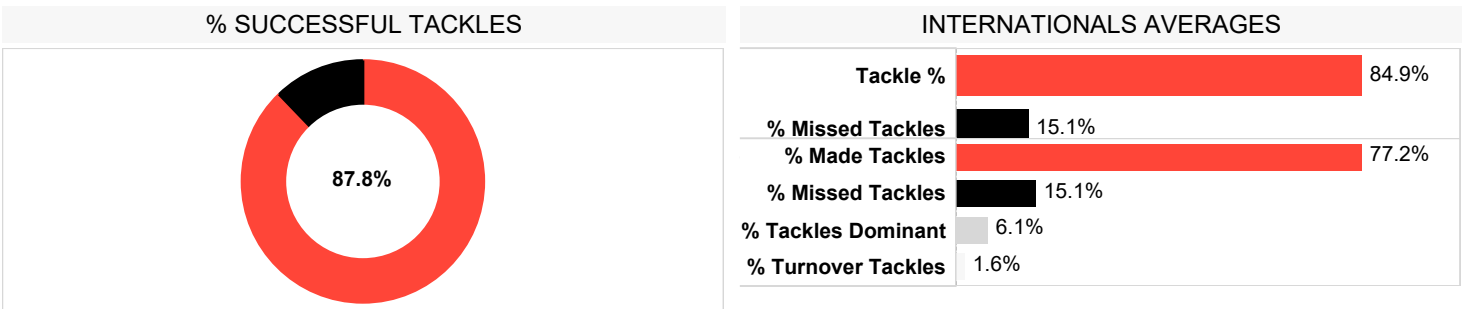 % SUCCESSFUL TACKLES
87.8%
INTERNATIONALS AVERAGES
Tackle % 84.9%
% Missed Tackles 15.1%
% Made Tackles 77.2%
% Missed Tackles 15.1%
% Tackles Dominant 6.1%
% Turnover Tackles 1.6%